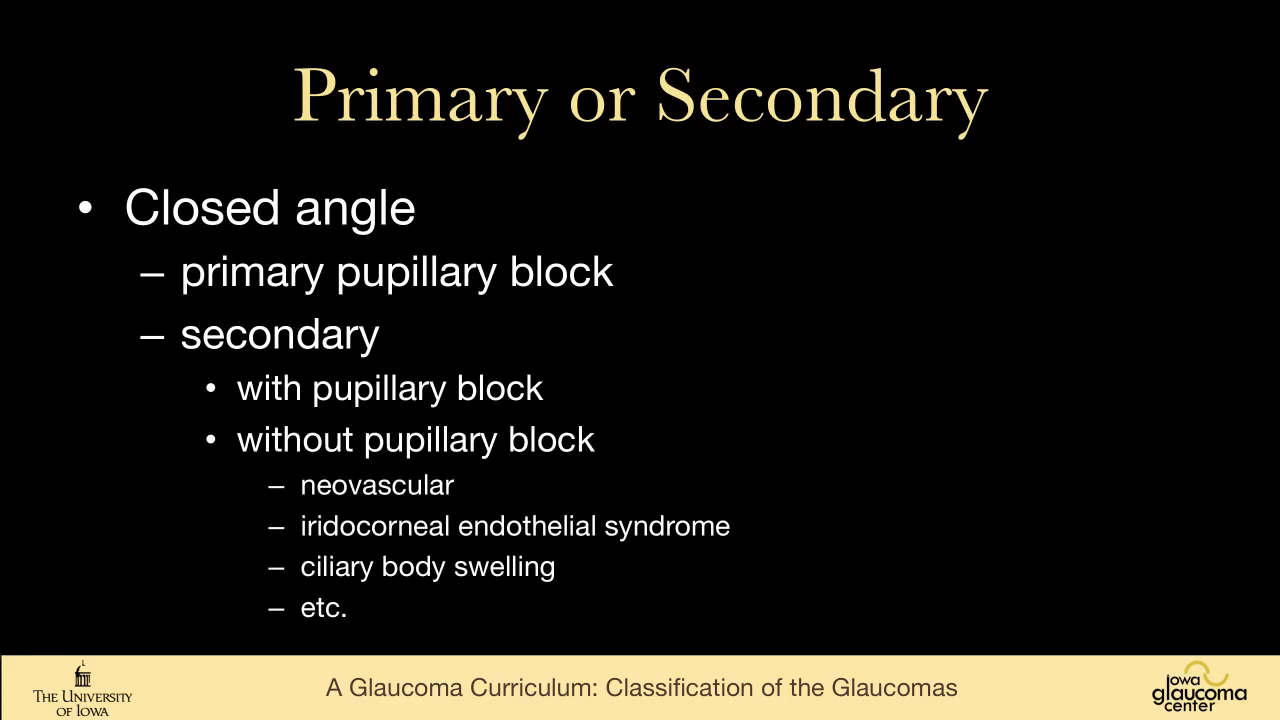 Primary or Secondary
• Closed angle
– primary pupillary block
– secondary
• with pupillary block
• without pupillary block
– neovascular
– iridocorneal endothelial syndrome
– ciliary body swelling
– etc.
THE UNIVERSITY
OF IOWA
A Glaucoma Curriculum: Classification of the Glaucomas
iowa
glaucoma
center